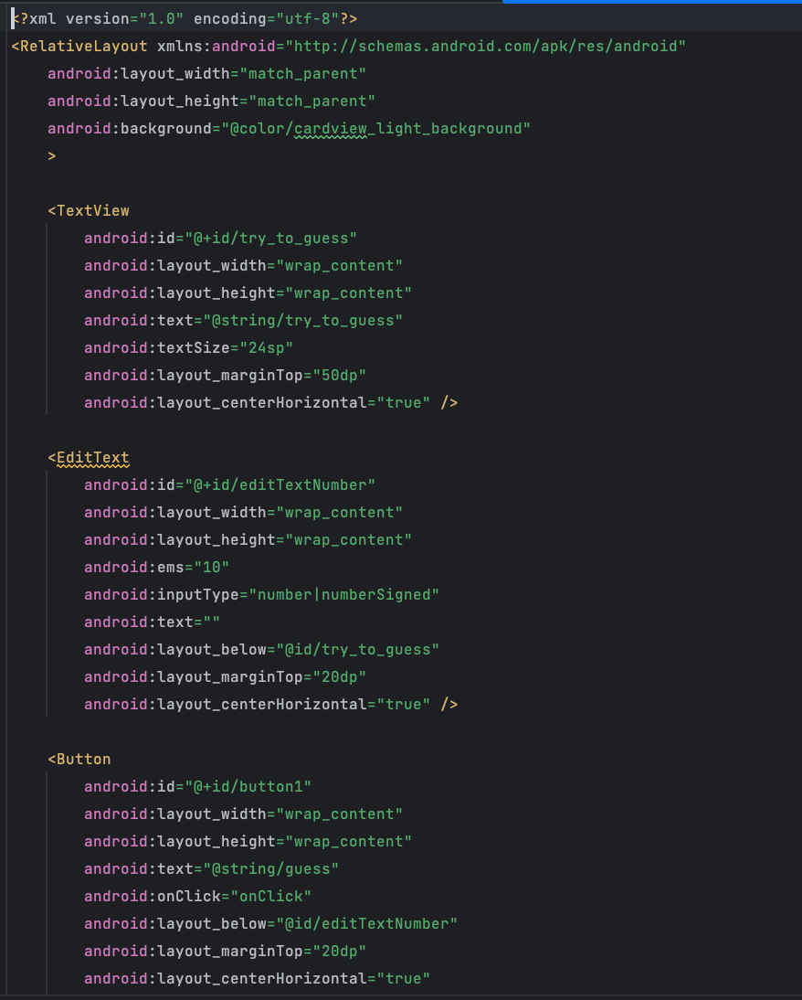 <?xml version="1.0" encoding="utf-8"?>
<RelativeLayout xmlns:android="http://schemas.android.com/apk/res/android"
    android:layout_width="match_parent"
    android:layout_height="match_parent"
    android:background="@color/cardview_light_background"
    >

    <TextView
        android:id="@+id/try_to_guess"
        android:layout_width="wrap_content"
        android:layout_height="wrap_content"
        android:text="@string/try_to_guess"
        android:textSize="24sp"
        android:layout_marginTop="50dp"
        android:layout_centerHorizontal="true" />

    <EditText
        android:id="@+id/editTextNumber"
        android:layout_width="wrap_content"
        android:layout_height="wrap_content"
        android:ems="10"
        android:inputType="number|numberSigned"
        android:text=""
        android:layout_below="@id/try_to_guess"
        android:layout_marginTop="20dp"
        android:layout_centerHorizontal="true" />

    <Button
        android:id="@+id/button1"
        android:layout_width="wrap_content"
        android:layout_height="wrap_content"
        android:text="@string/guess"
        android:onClick="onClick"
        android:layout_below="@id/editTextNumber"
        android:layout_marginTop="20dp"
        android:layout_centerHorizontal="true"